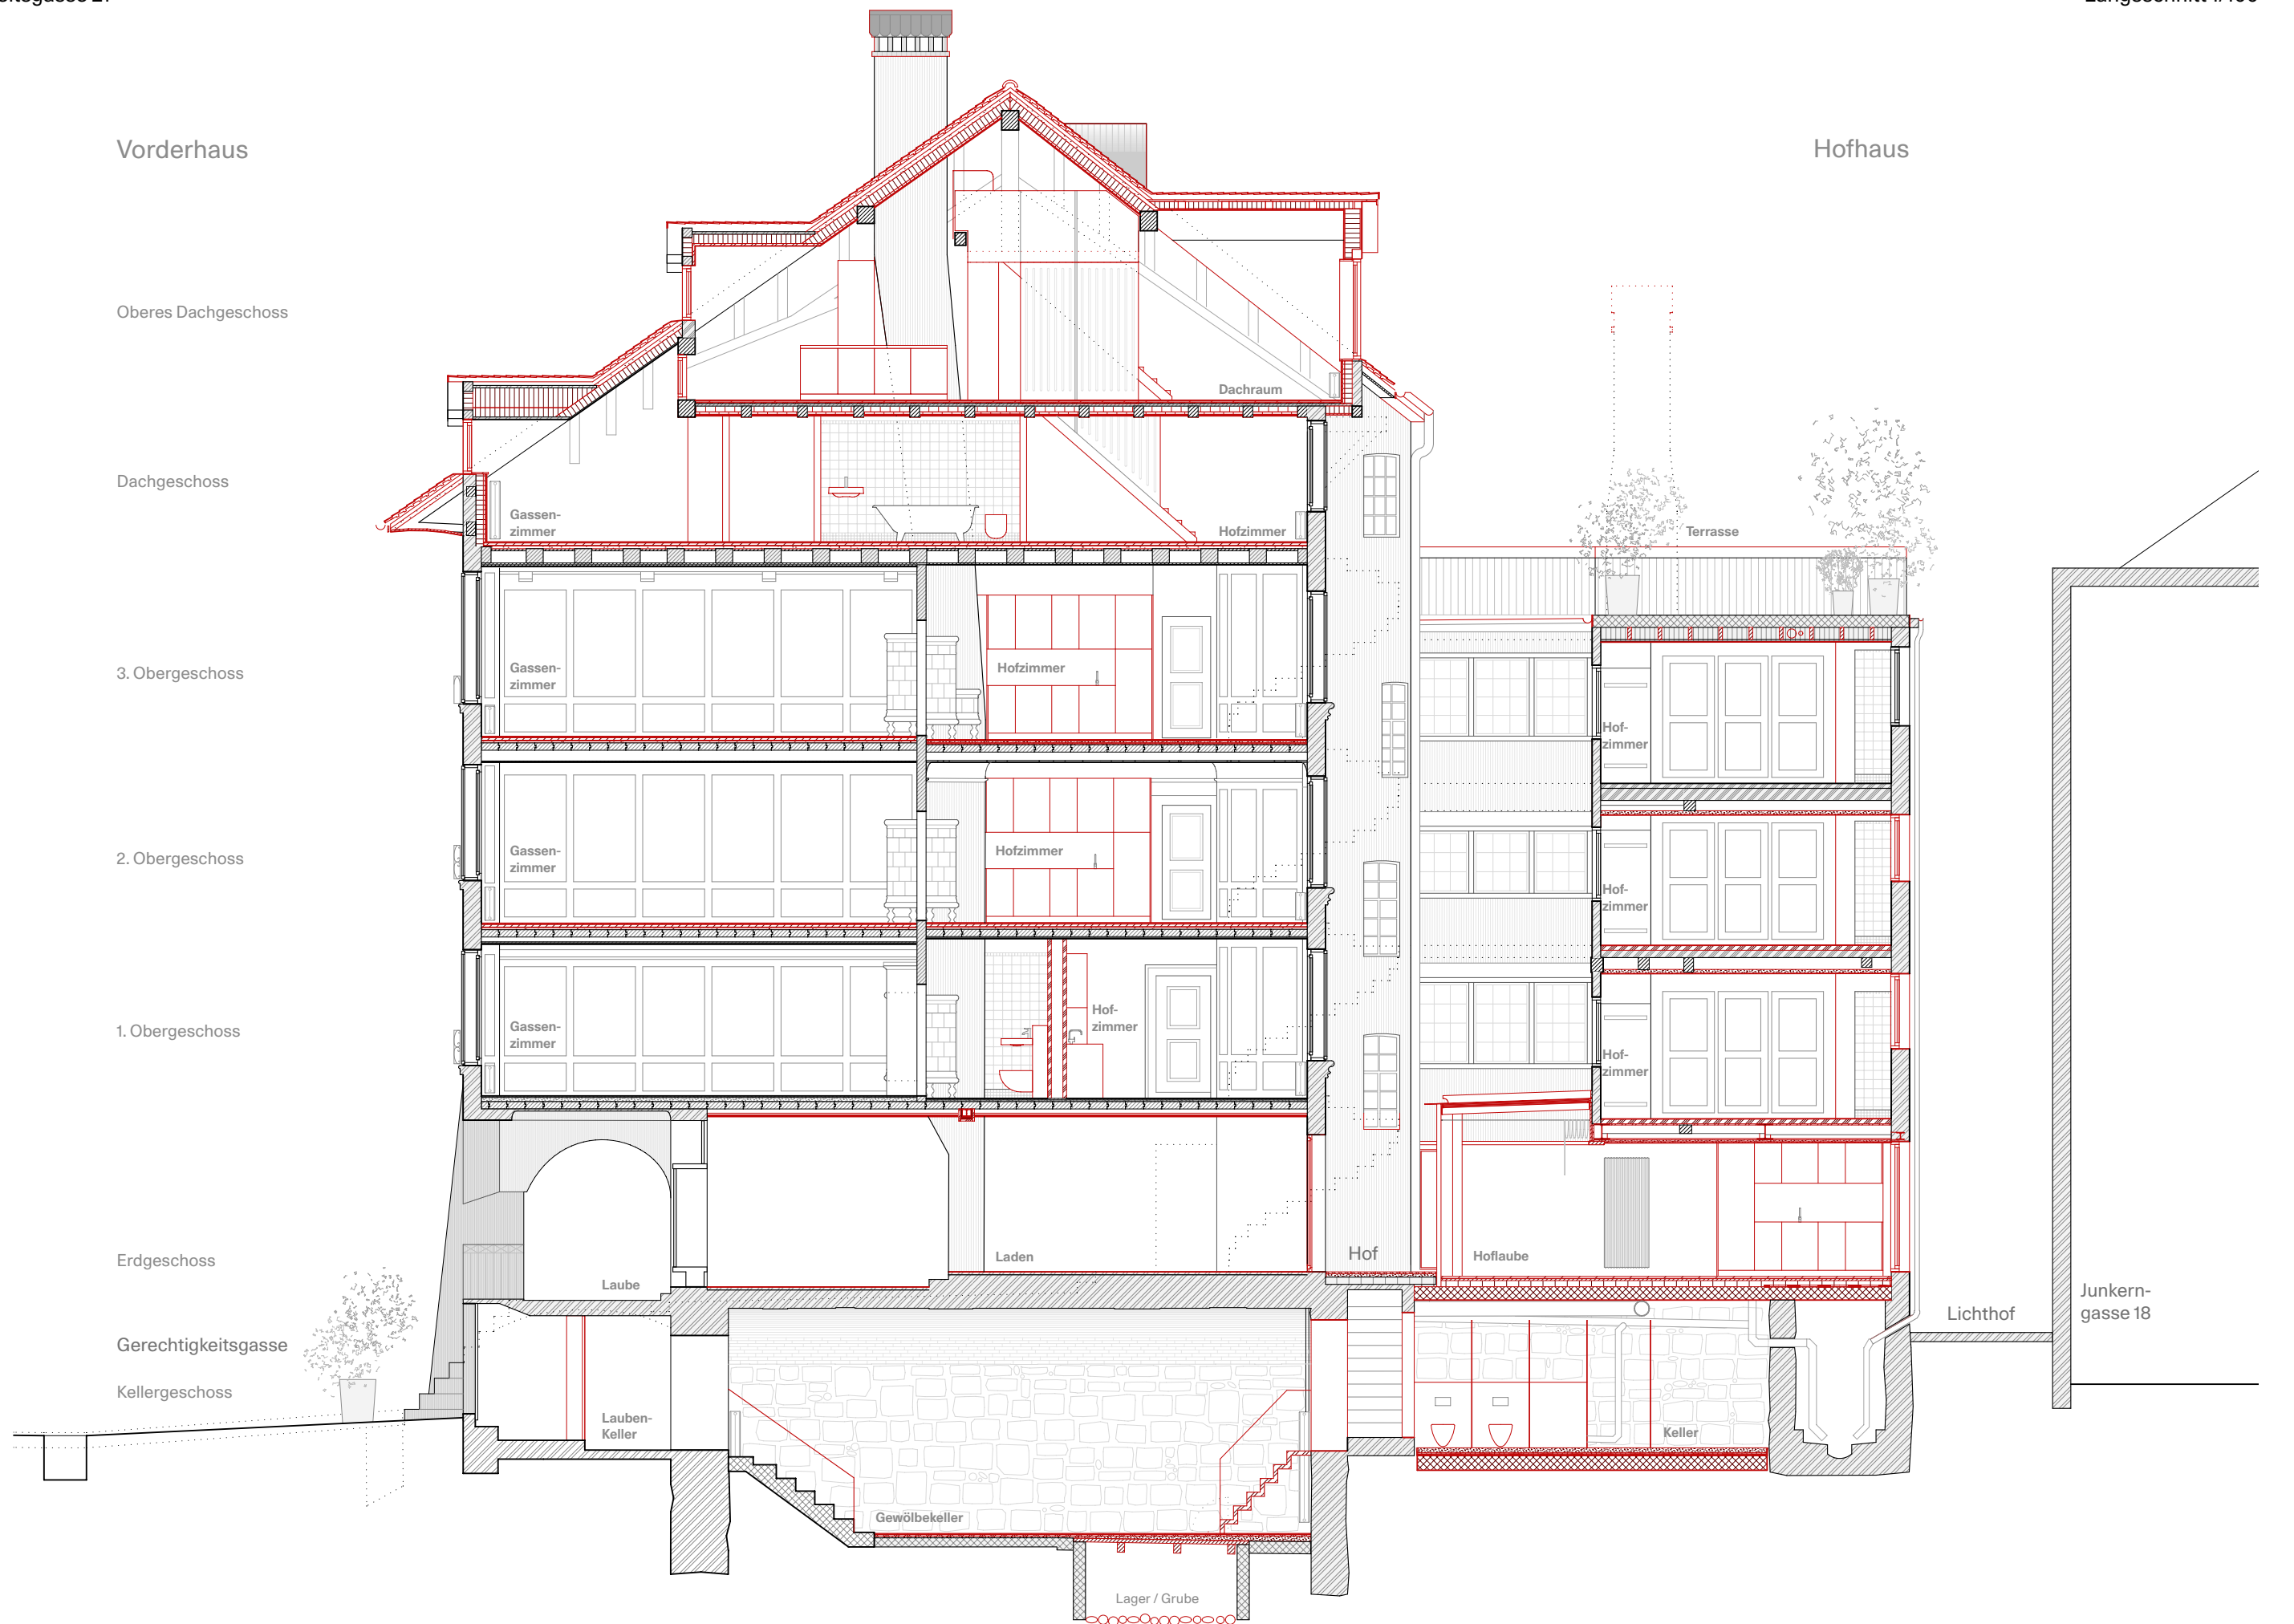 Vorderhaus
Hofhaus
Oberes Dachgeschoss
Dachraum
Dachgeschoss
Gassen-
zimmer
Hofzimmer
Terrasse
3. Obergeschoss
Gassen-
zimmer
Hofzimmer
Hof-
zimmer
2. Obergeschoss
Gassen-
zimmer
Hofzimmer
Hof-
zimmer
1. Obergeschoss
Gassen-
zimmer
Hof-
zimmer
Hof-
zimmer
Erdgeschoss
Laube
Laden
Hof
Hoflaube
Gerechtigkeitsgasse
Lichthof
Junkern-
gasse 18
Kellergeschoss
Lauben-
Keller
Keller
Gewölbekeller
Lager / Grube